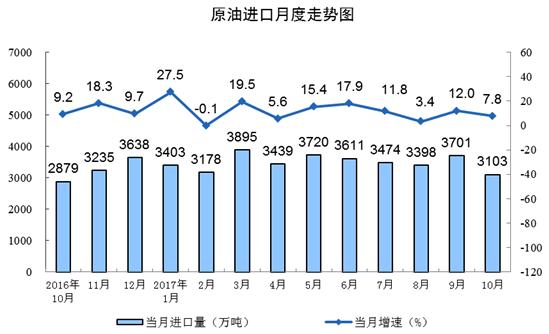 原油进口月度走势图
7000 6000 5000 4000 3000 2000 1000 0
60 40 20 0 -20 -40 -60 -80 -100 -120
9.2 18.3 9.7 27.5 -0.1 19.5 5.6 15.4 17.9 11.8 3.4 12.0 7.8
2879 3235 3638 3403 3178 3895 3439 3720 3611 3474 3398 3701 3103
2016年 11月 12月 2017年 2月 3月 4月 5月 6月 7月 8月 9月 10月
10月 1月
当月进口量（万吨） 当月增速（%）